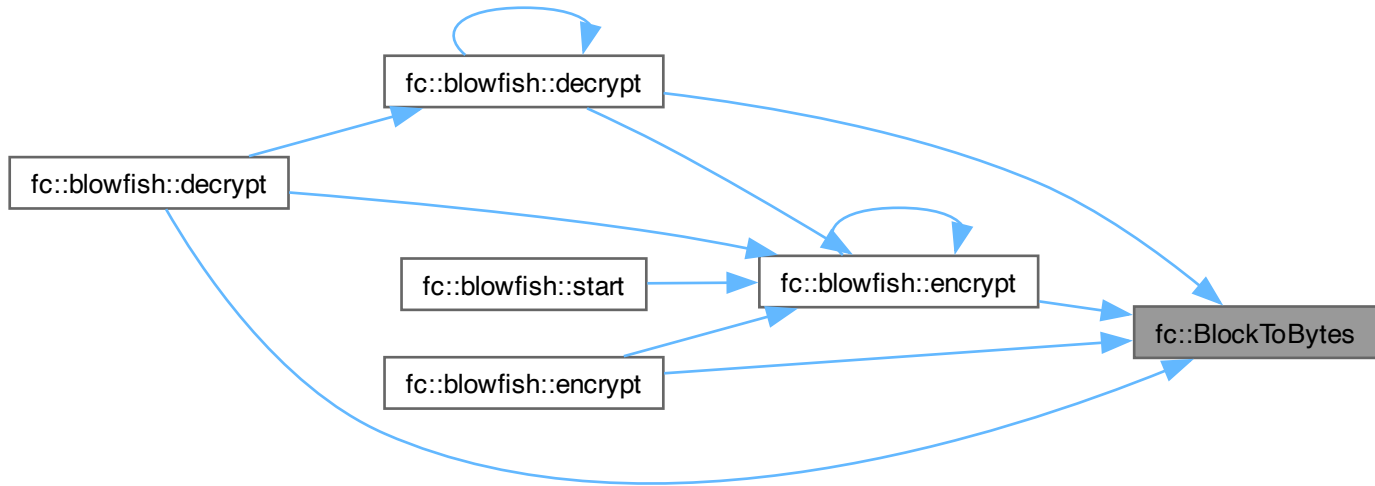 fc::blowfish::decrypt
fc::blowfish::decrypt
fc::blowfish::start
fc::blowfish::encrypt
fc::blowfish::encrypt
fc::BlockToBytes